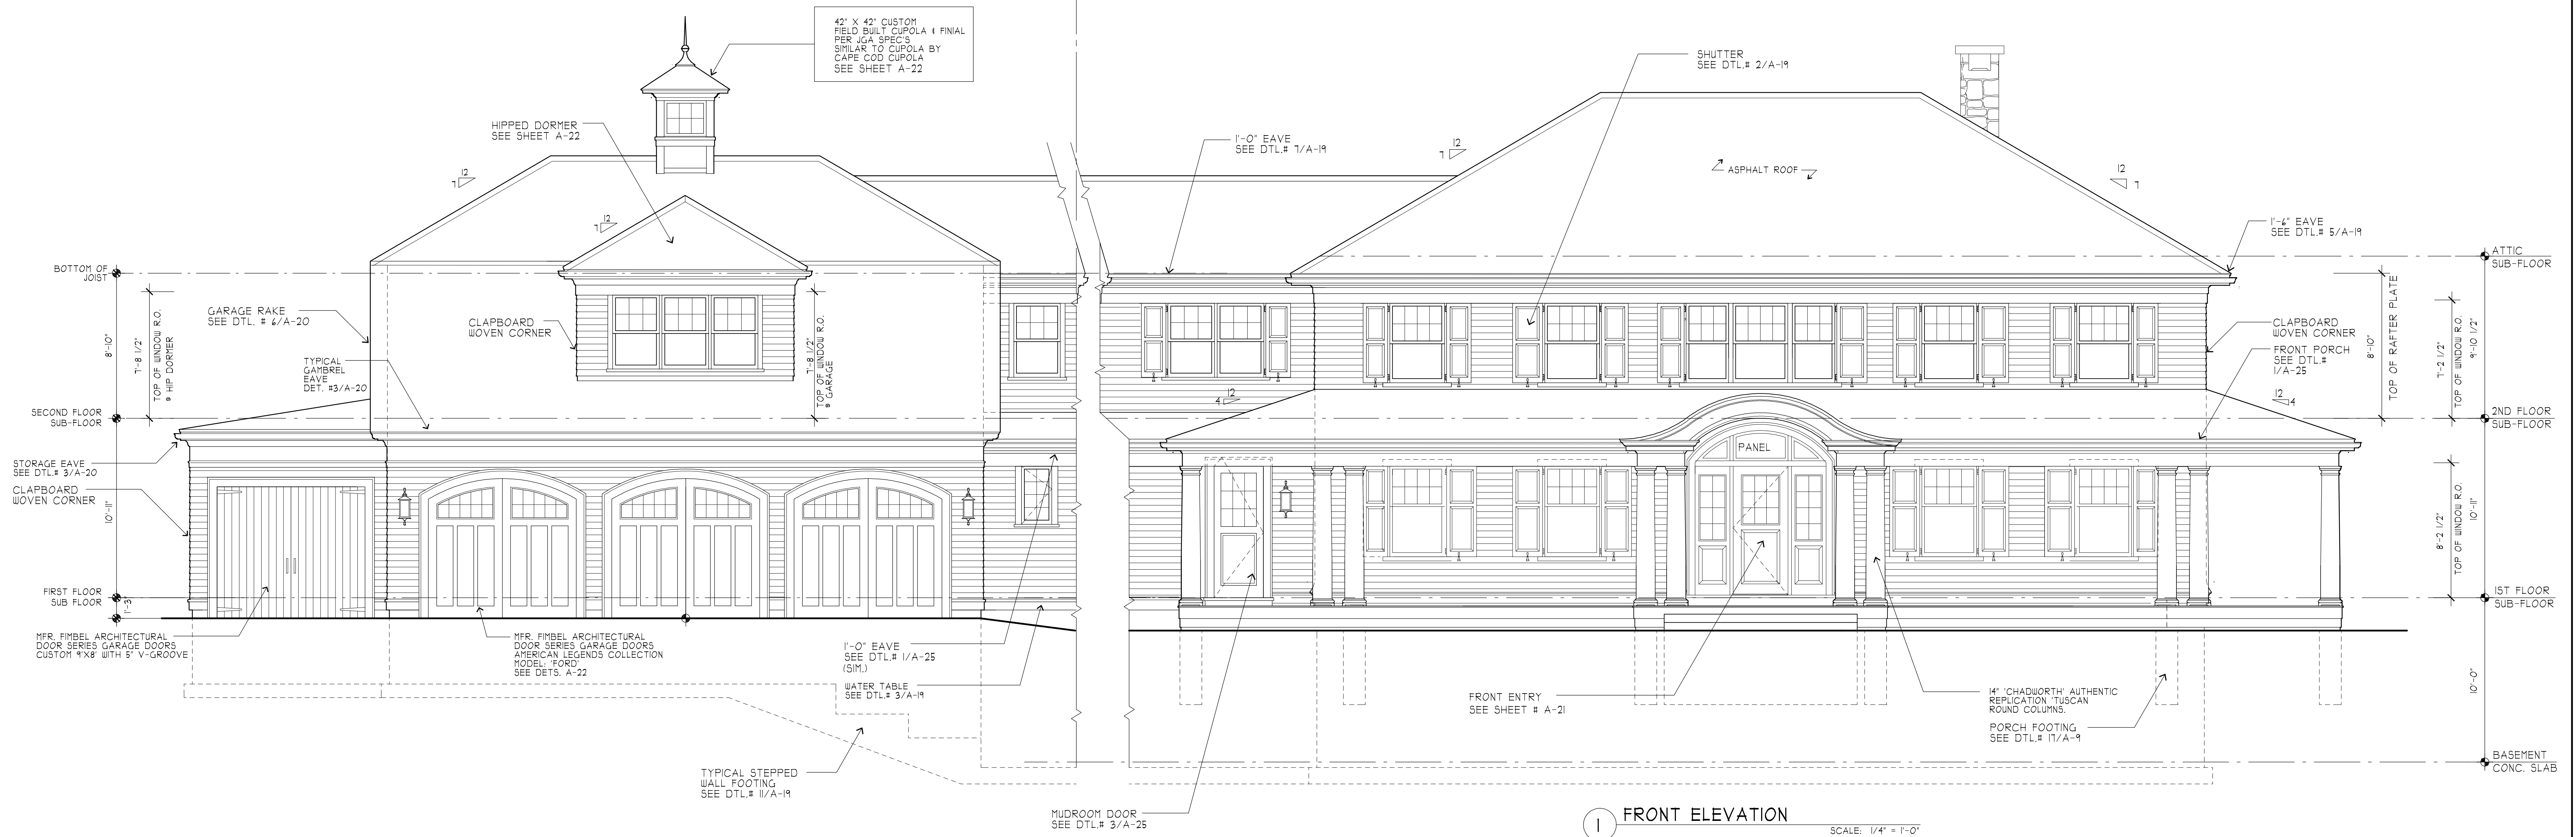 42" X 42" CUSTOM
FIELD BUILT CUPOLA & FINIAL
PER JGA SPEC'S
SIMILAR TO CUPOLA BY
CAPE COD CUPOLA
SEE SHEET A-22
SHUTTER
SEE DTL.# 2/A-19
HIPPED DORMER
SEE SHEET A-22
1'-0" EAVE
SEE DTL.# 7/A-19
12
7
12
7
12
7
12
7
ASPHALT ROOF
1'-6" EAVE
SEE DTL.# 5/A-19
BOTTOM OF
JOIST
ATTIC
SUB-FLOOR
8'-10"
7'-8 1/2"
TOP OF WINDOW R.O.
@ HIP DORMER
GARAGE RAKE
SEE DTL. # 6/A-20
CLAPBOARD
WOVEN CORNER
7'-8 1/2"
TOP OF WINDOW R.O.
@ GARAGE
TYPICAL
GAMBREL
EAVE
DET. #3/A-20
8'-10"
TOP OF RAFTER PLATE
7'-2 1/2"
TOP OF WINDOW R.O.
9'-10 1/2"
CLAPBOARD
WOVEN CORNER
FRONT PORCH
SEE DTL.#
1/A-25
12
4
12
4
SECOND FLOOR
SUB-FLOOR
2ND FLOOR
SUB-FLOOR
STORAGE EAVE
SEE DTL.# 3/A-20
CLAPBOARD
WOVEN CORNER
10'-11"
PANEL
8'-2 1/2"
TOP OF WINDOW R.O.
10'-11"
FIRST FLOOR
SUB FLOOR
1'-3"
1ST FLOOR
SUB-FLOOR
MFR. FIMBEL ARCHITECTURAL
DOOR SERIES GARAGE DOORS
CUSTOM 9'X8' WITH 5" V-GROOVE
MFR. FIMBEL ARCHITECTURAL
DOOR SERIES GARAGE DOORS
AMERICAN LEGENDS COLLECTION
MODEL: 'FORD'
SEE DETS. A-22
1'-0" EAVE
SEE DTL.# 1/A-25
(SIM.)
WATER TABLE
SEE DTL.# 3/A-19
FRONT ENTRY
SEE SHEET # A-21
14" 'CHADWORTH' AUTHENTIC
REPLICATION 'TUSCAN
ROUND COLUMNS.
PORCH FOOTING
SEE DTL.# 17/A-9
10'-0"
TYPICAL STEPPED
WALL FOOTING
SEE DTL.# 11/A-19
BASEMENT
CONC. SLAB
MUDROOM DOOR
SEE DTL.# 3/A-25
1 FRONT ELEVATION
SCALE: 1/4" = 1'-0"